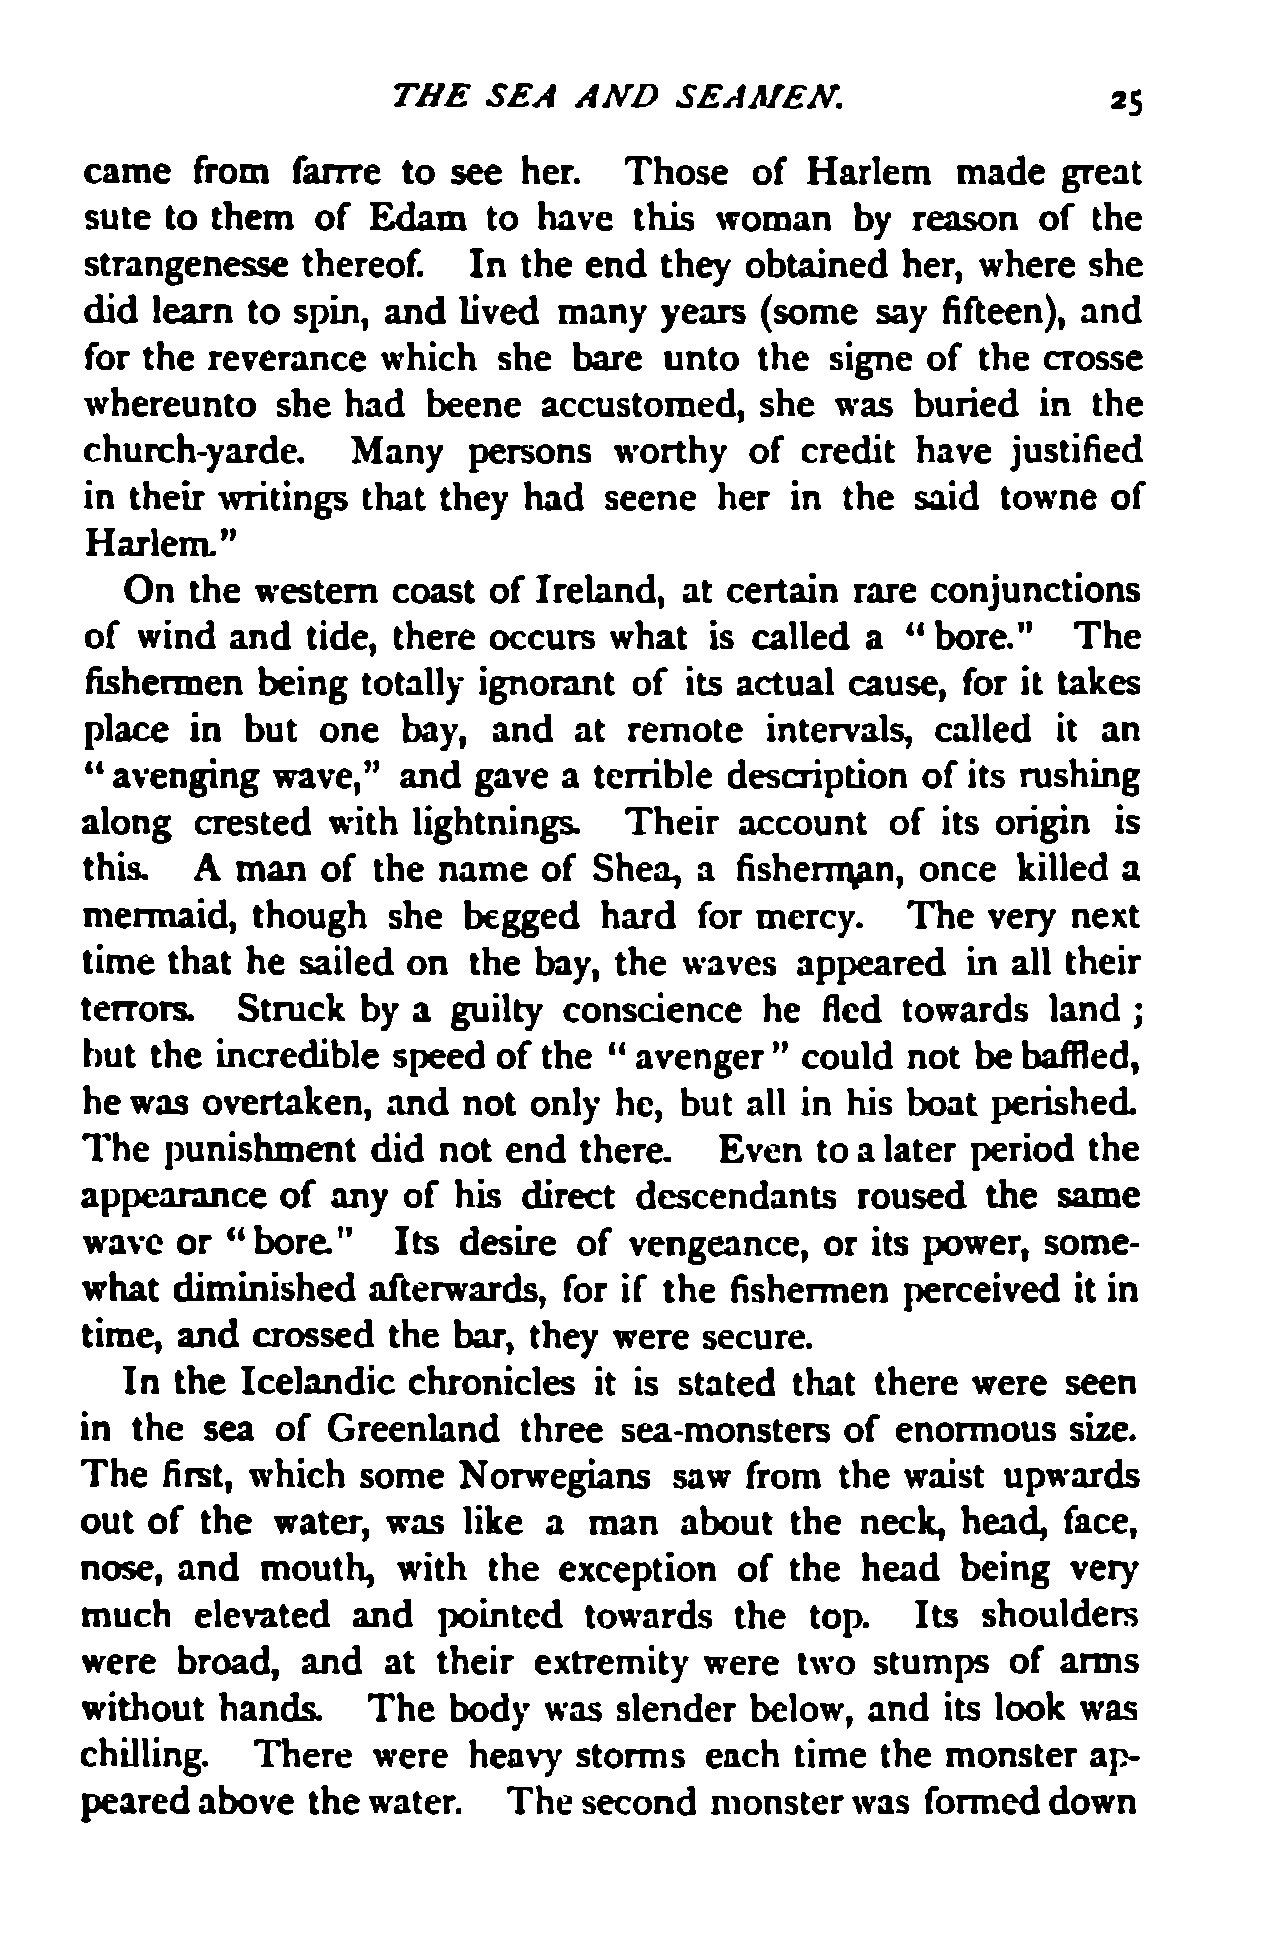 THE SEA AND SEAMEN. 25
came from farre to see her. Those of Harlem made great
sute to them of Edam to have this woman by reason of the
strangenesse thereof. In the end they obtained her, where she
did learn to spin, and lived many years (some say fifteen), and
for the reverance which she bare unto the signe of the crosse
whereunto she had beene accustomed, she was buried in the
church-yarde. Many persons worthy of credit have justified
in their writings that they had seene her in the said towne of
Harlem."
On the western coast of Ireland, at certain rare conjunctions
of wind and tide, there occurs what is called a "bore." The
fishermen being totally ignorant of its actual cause, for it takes
place in but one bay, and at remote intervals, called it an
"avenging wave," and gave a terrible description of its rushing
along crested with lightnings. Their account of its origin is
this. A man of the name of Shea, a fisherman, once killed a
mermaid, though she begged hard for mercy. The very next
time that he sailed on the bay, the waves appeared in all their
terrors. Struck by a guilty conscience he fled towards land ;
but the incredible speed of the "avenger" could not be baffled,
he was overtaken, and not only he, but all in his boat perished.
The punishment did not end there. Even to a later period the
appearance of any of his direct descendants roused the same
wave or "bore." Its desire of vengeance, or its power, some-
what diminished afterwards, for if the fishermen perceived it in
time, and crossed the bar, they were secure.
In the Icelandic chronicles it is stated that there were seen
in the sea of Greenland three sea-monsters of enormous size.
The first, which some Norwegians saw from the waist upwards
out of the water, was like a man about the neck, head, face,
nose, and mouth, with the exception of the head being very
much elevated and pointed towards the top. Its shoulders
were broad, and at their extremity were two stumps of arms
without hands. The body was slender below, and its look was
chilling. There were heavy storms each time the monster ap-
peared above the water. The second monster was formed down